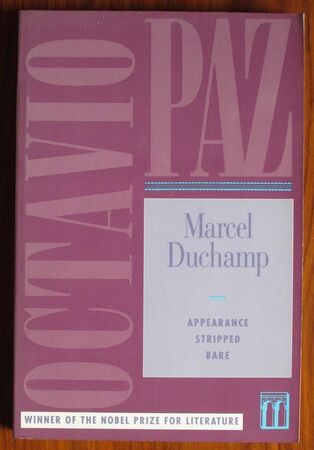 OCTAVIO
PAZ
Marcel
Duchamp
APPEARANCE
STRIPPED
BARE
WINNER OF THE NOBEL PRIZE FOR LITERATURE